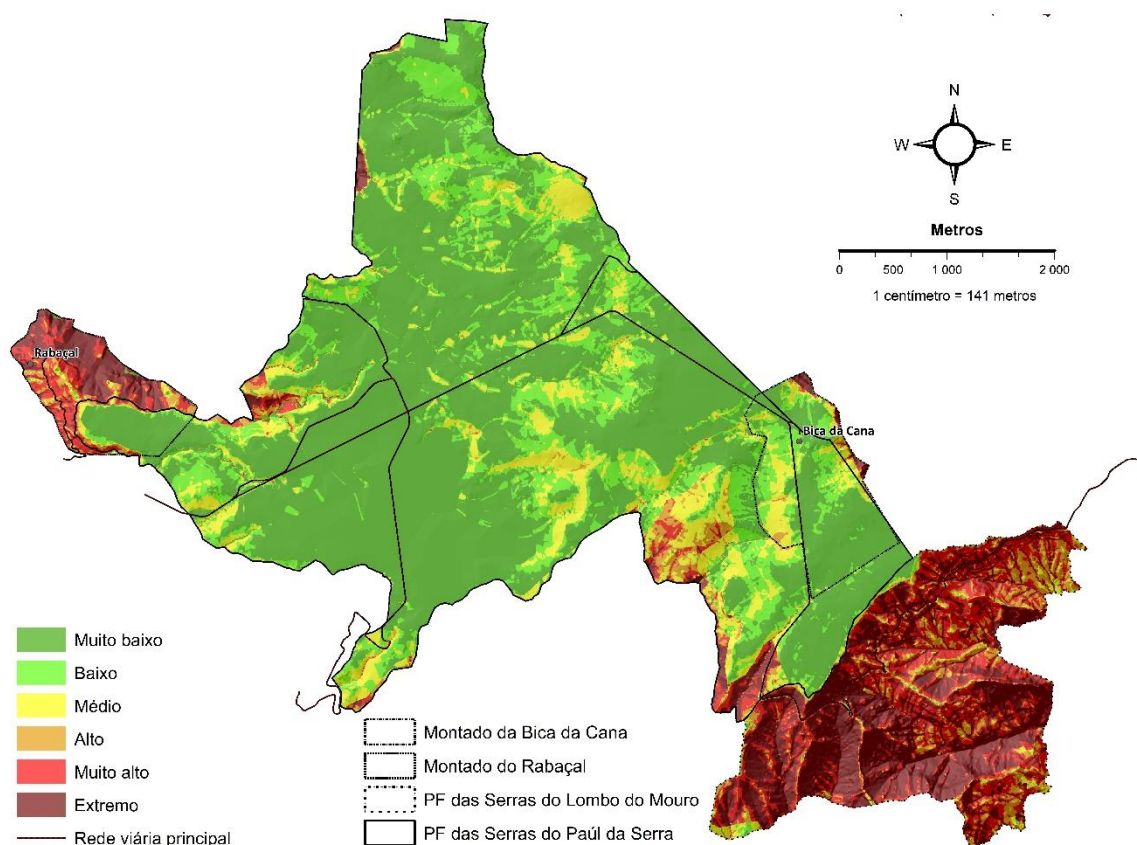 N
W
E
S
Metros
0 500 1 000 2 000
1 centímetro = 141 metros
Rabaçal
Bica da Cana
Muito baixo
Baixo
Médio
Alto
Muito alto
Extremo
Rede viária principal
Montado da Bica da Cana
Montado do Rabaçal
PF das Serras do Lombo do Mouro
PF das Serras do Paúl da Serra